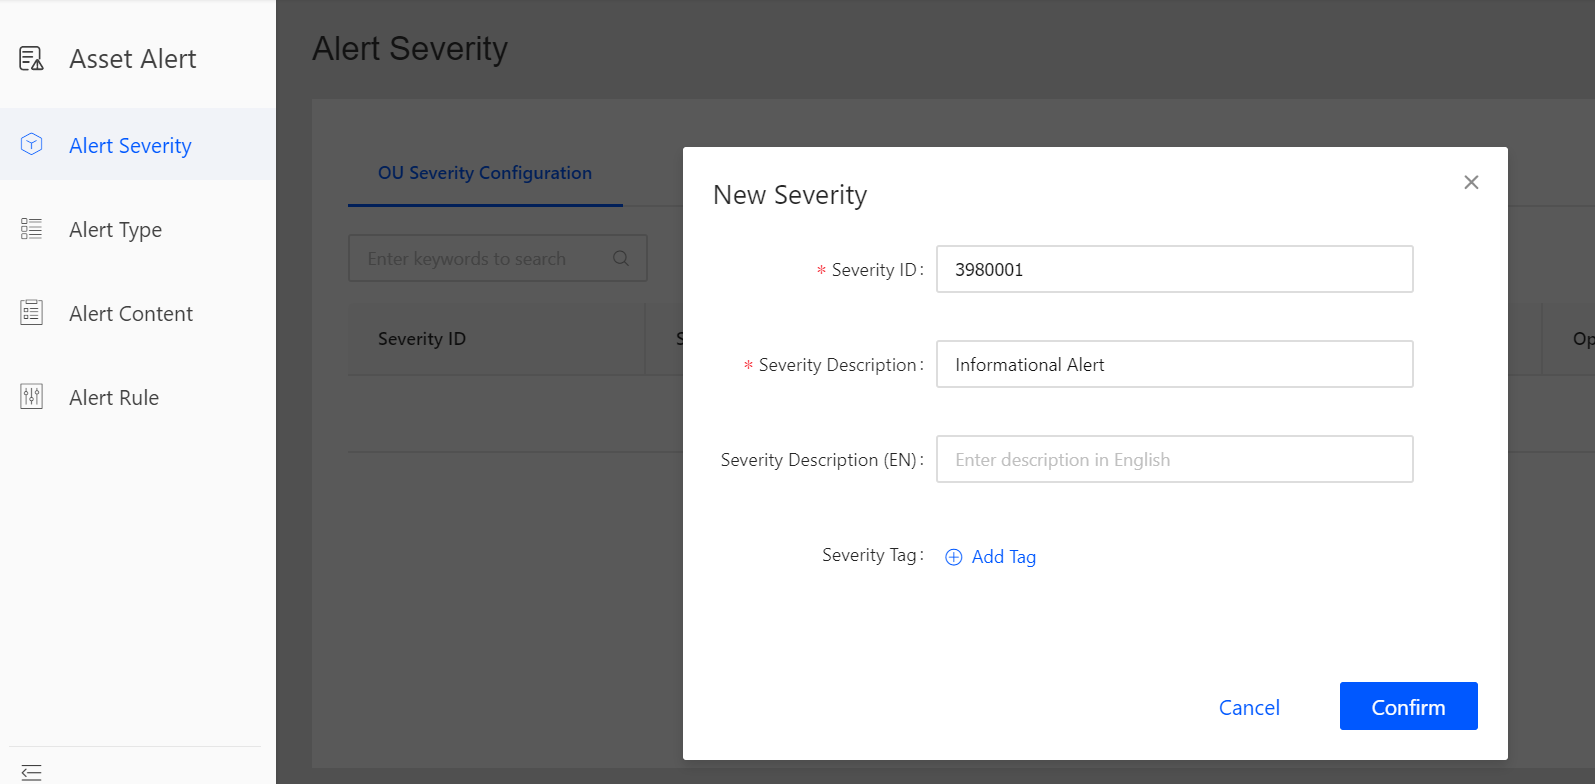 Asset Alert
Alert Severity
Alert Type
Alert Content
Alert Rule
Alert Severity
OU Severity Configuration
Enter keywords to search
Severity ID
New Severity
* Severity ID: 3980001
* Severity Description: Informational Alert
Severity Description (EN): Enter description in English
Severity Tag: Add Tag
Cancel Confirm